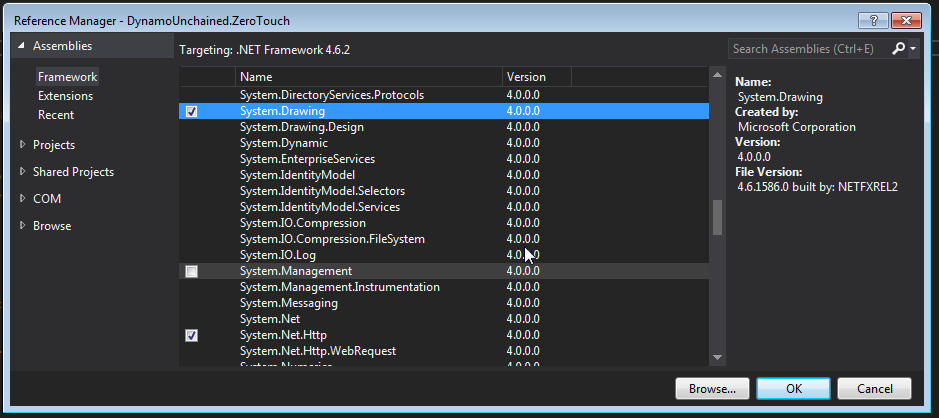 Reference Manager - DynamoUnchained.ZeroTouch
Assemblies
Framework
Extensions
Recent
Projects
Shared Projects
COM
Browse
Targeting: .NET Framework 4.6.2
Name Version
System.DirectoryServices.Protocols 4.0.0.0
System.Drawing 4.0.0.0
System.Drawing.Design 4.0.0.0
System.Dynamic 4.0.0.0
System.EnterpriseServices 4.0.0.0
System.IdentityModel 4.0.0.0
System.IdentityModel.Selectors 4.0.0.0
System.IdentityModel.Services 4.0.0.0
System.IO.Compression 4.0.0.0
System.IO.Compression.FileSystem 4.0.0.0
System.IO.Log 4.0.0.0
System.Management 4.0.0.0
System.Management.Instrumentation 4.0.0.0
System.Messaging 4.0.0.0
System.Net 4.0.0.0
System.Net.Http 4.0.0.0
System.Net.Http.WebRequest 4.0.0.0
System.Numerics 4.0.0.0
Search Assemblies (Ctrl+E)
Name:
System.Drawing
Created by:
Microsoft Corporation
Version:
4.0.0.0
File Version:
4.6.1586.0 built by: NETFXREL2
Browse...
OK
Cancel